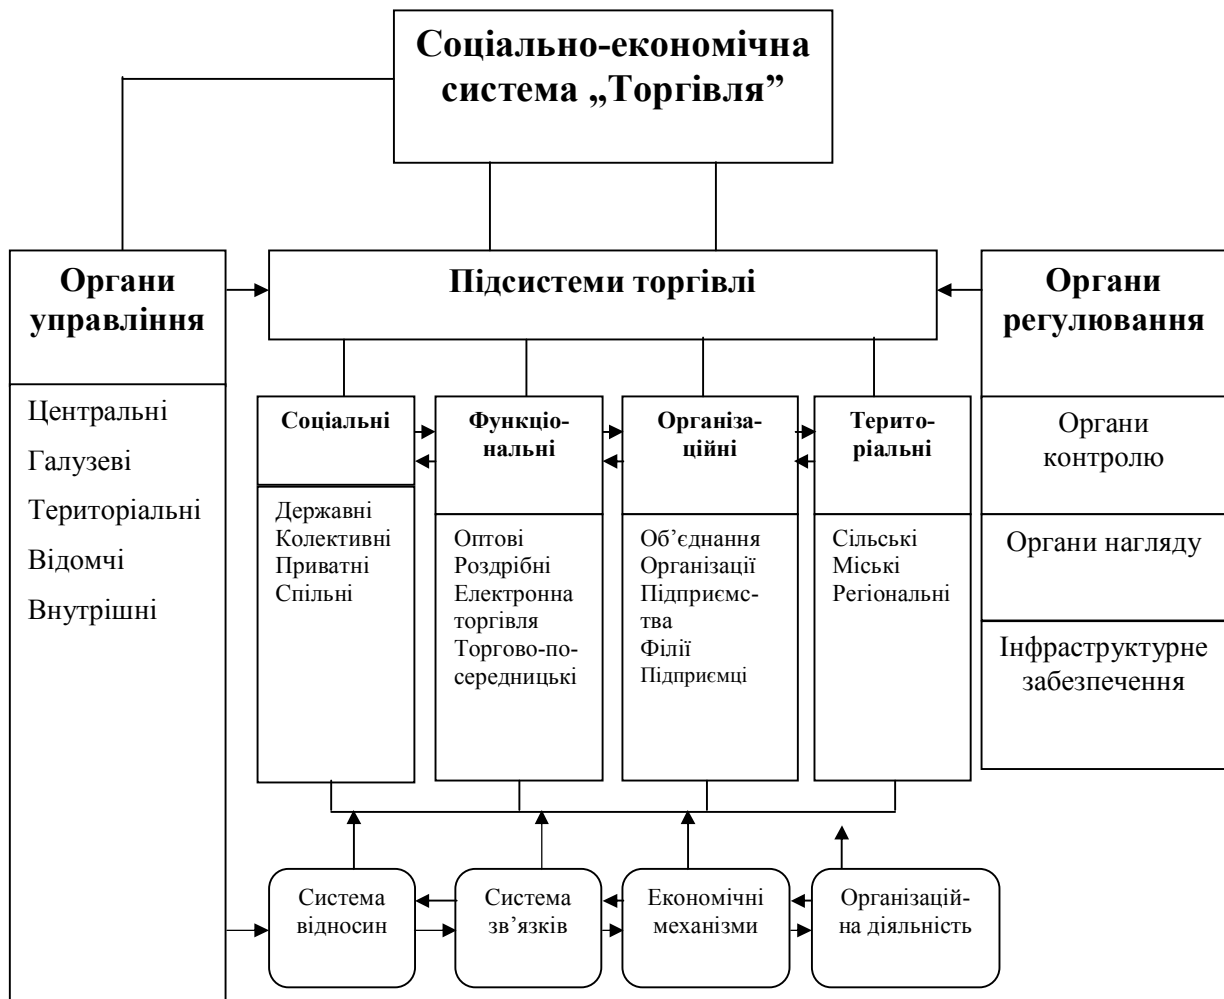 Соціально-економічна
система „Торгівля”
Органи
управління
Центральні
Галузеві
Територіальні
Відомчі
Внутрішні
Підсистеми торгівлі
Органи
регулювання
Органи
контролю
Органи нагляду
Інфраструктурне
забезпечення
Соціальні
Державні
Колективні
Приватні
Спільні
Функціо-
нальні
Оптові
Роздрібні
Електронна
торгівля
Торгово-по-
середницькі
Організа-
ційні
Об’єднання
Організації
Підприємс-
тва
Філії
Підприємці
Терито-
ріальні
Сільські
Міські
Регіональні
Система
відносин
Система
зв’язків
Економічні
механізми
Організацій-
на діяльність